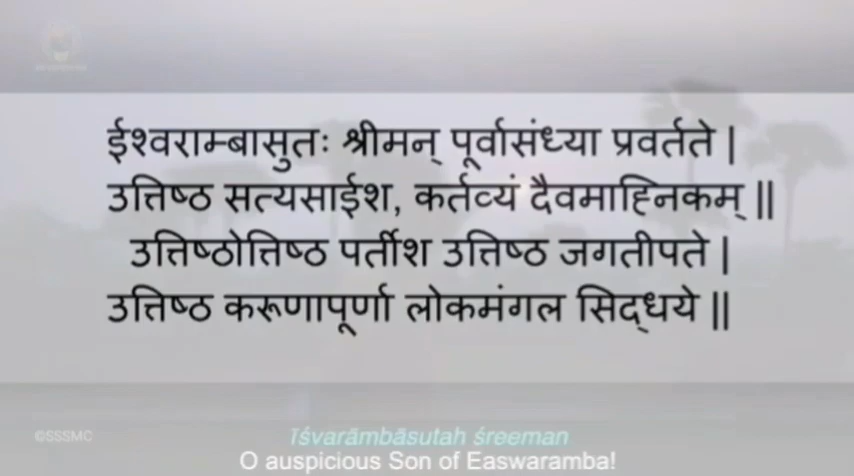 ईश्वराम्बासुतः श्रीमन् पूर्वासंध्या प्रवर्तते |
उत्तिष्ठ सत्यसाईश, कर्तव्यं दैवमाह्निकम् ||
उत्तिष्ठोत्तिष्ठ पर्तीश उत्तिष्ठ जगतीपते |
उत्तिष्ठ करूणापूर्णा लोकमंगल सिद्धये ||
©SSSMC
Īśvarāmbāsutah śreeman
O auspicious Son of Easwaramba!